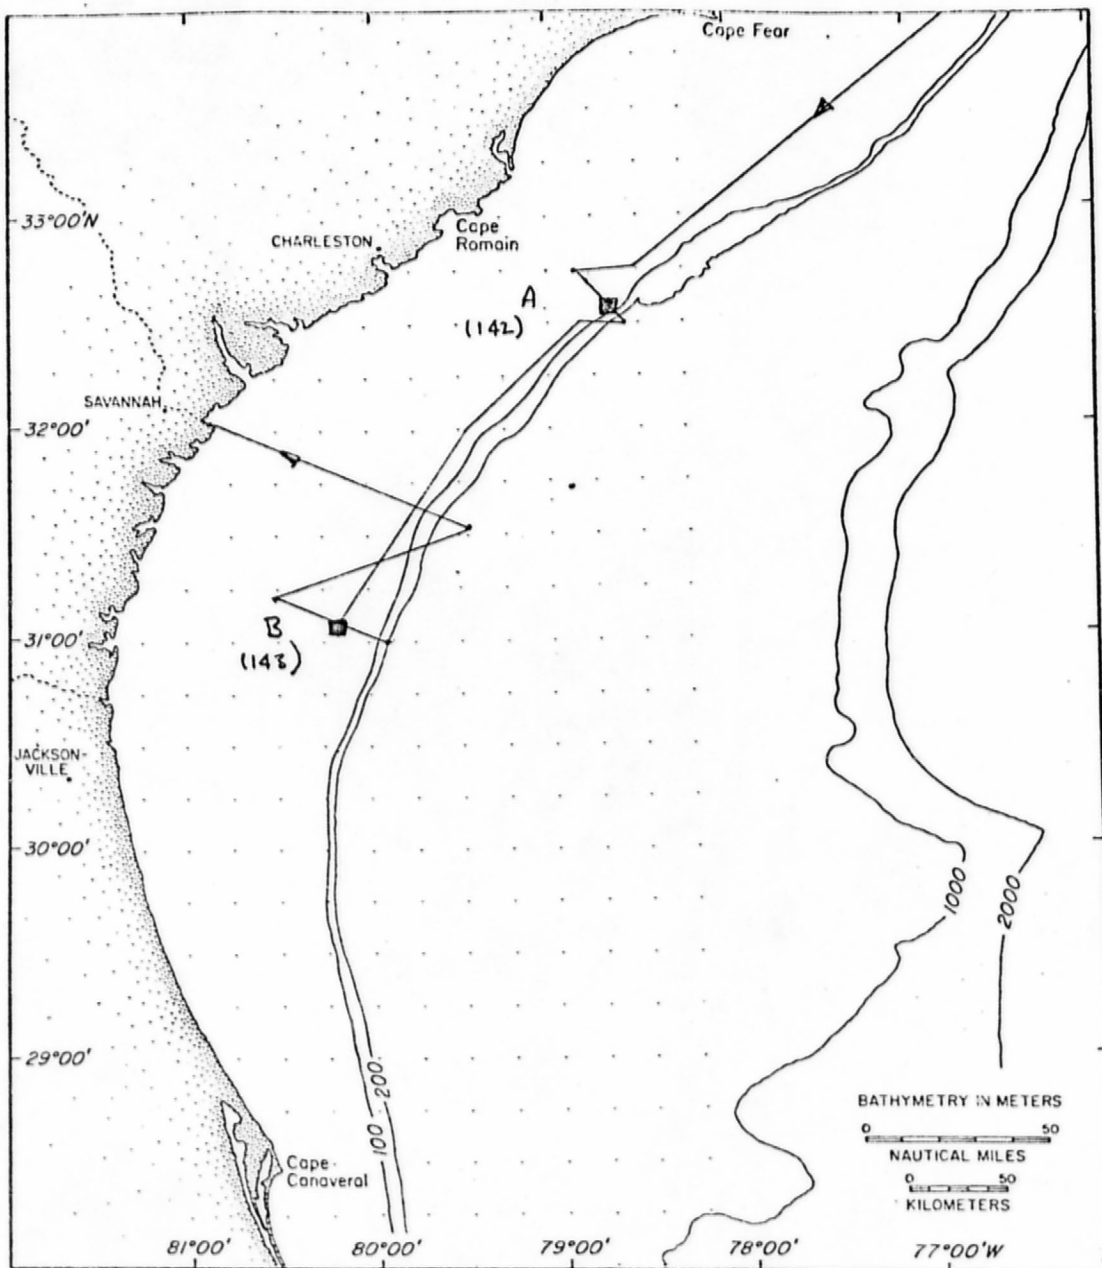 Cape Fear
33°00'N
Cape
Romain
CHARLESTON
A
(142)
SAVANNAH
32°00'
31°00'
B
(143)
JACKSON-
VILLE
30°00'
1000
2000
29°00'
100
200
BATHYMETRY IN METERS
0 50
NAUTICAL MILES
0 50
KILOMETERS
Cape
Canaveral
81°00'
80°00'
79°00'
78°00'
77°00'W